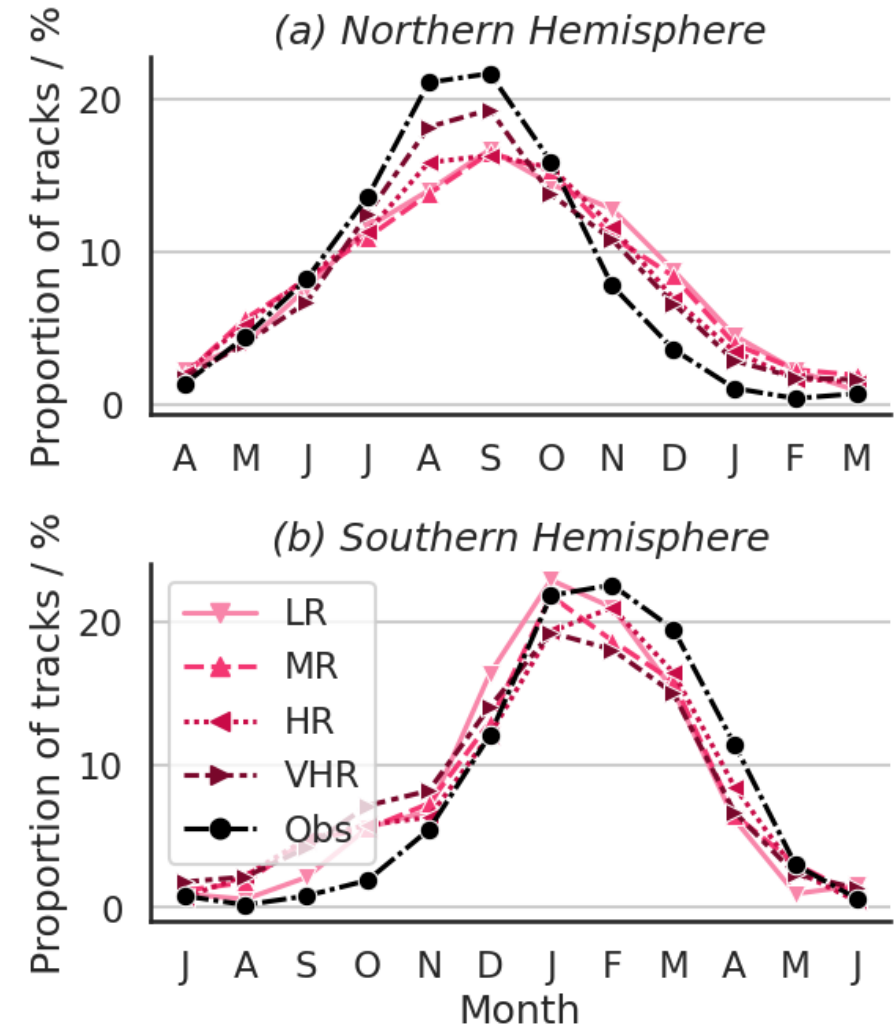 (a) Northern Hemisphere
Proportion of tracks / %
20
10
0
A M J J A S O N D J F M
(b) Southern Hemisphere
Proportion of tracks / %
20
10
0
LR
MR
HR
VHR
Obs
J A S O N D J F M A M J
Month